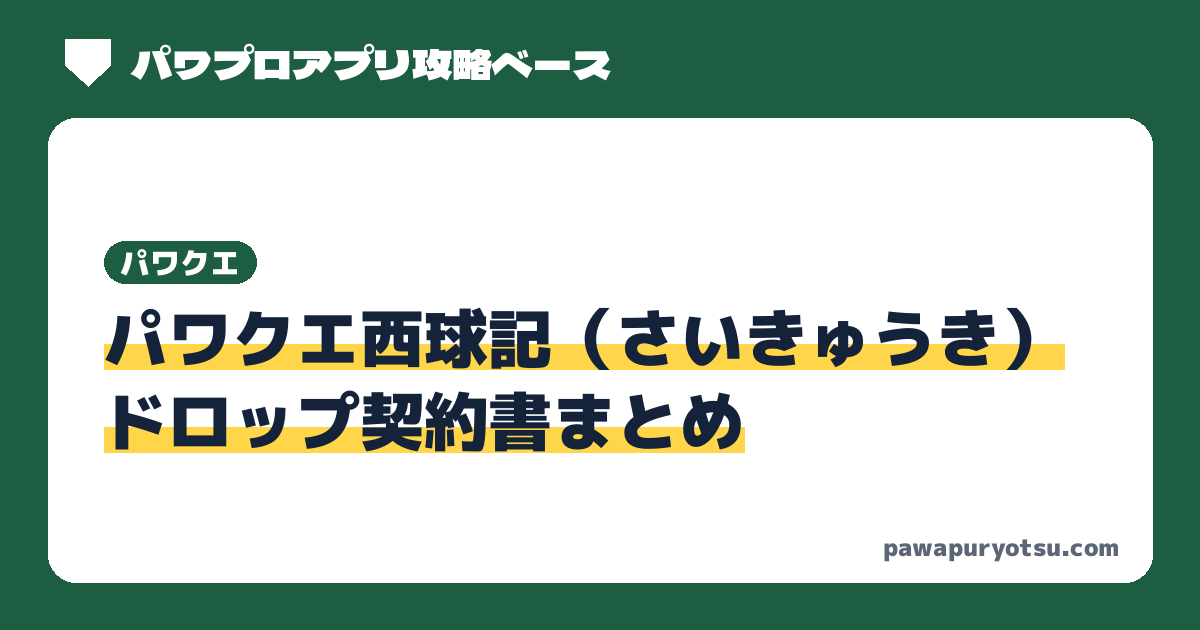 パワプロアプリ攻略ベース
パワクエ
パワクエ西球記（さいきゅうき）
ドロップ契約書まとめ
pawapuryotsu.com